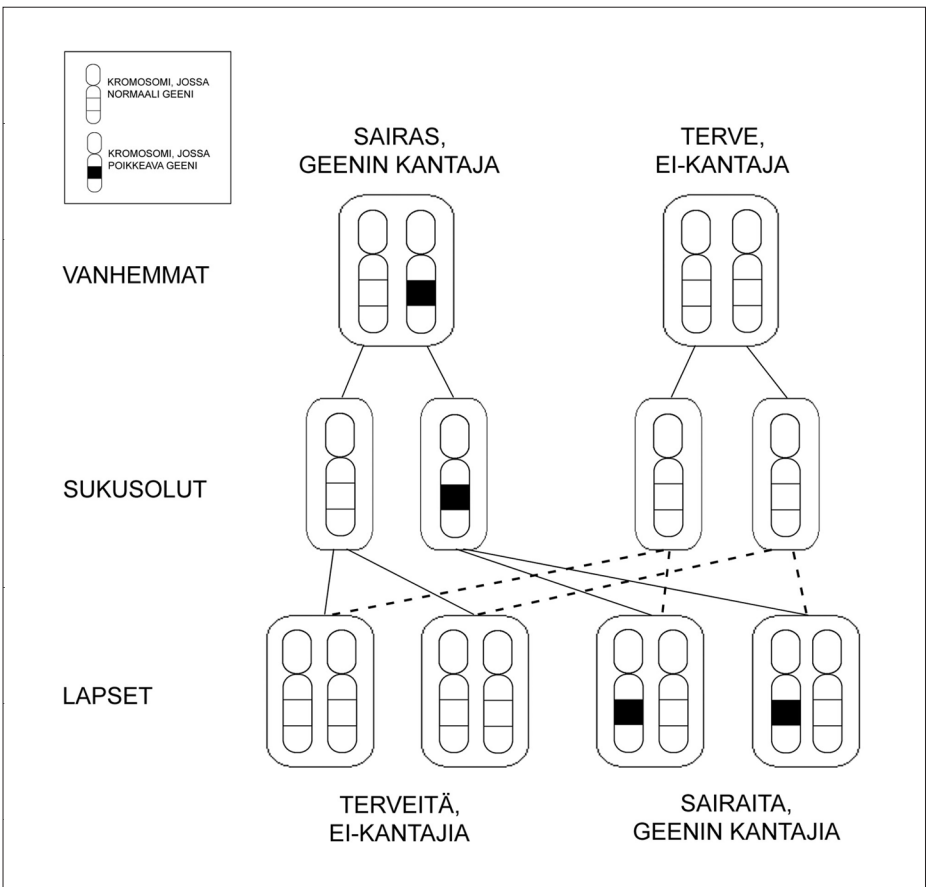 KROMOSOMI, JOSSA
NORMAALI GEENI
KROMOSOMI, JOSSA
POIKKEAVA GEENI
SAIRAS,
GEENIN KANTAJA
TERVE,
EI-KANTAJA
VANHEMMAT
SUKUSOLUT
LAPSET
TERVEITÄ,
EI-KANTAJIA
SAIRAITA,
GEENIN KANTAJIA